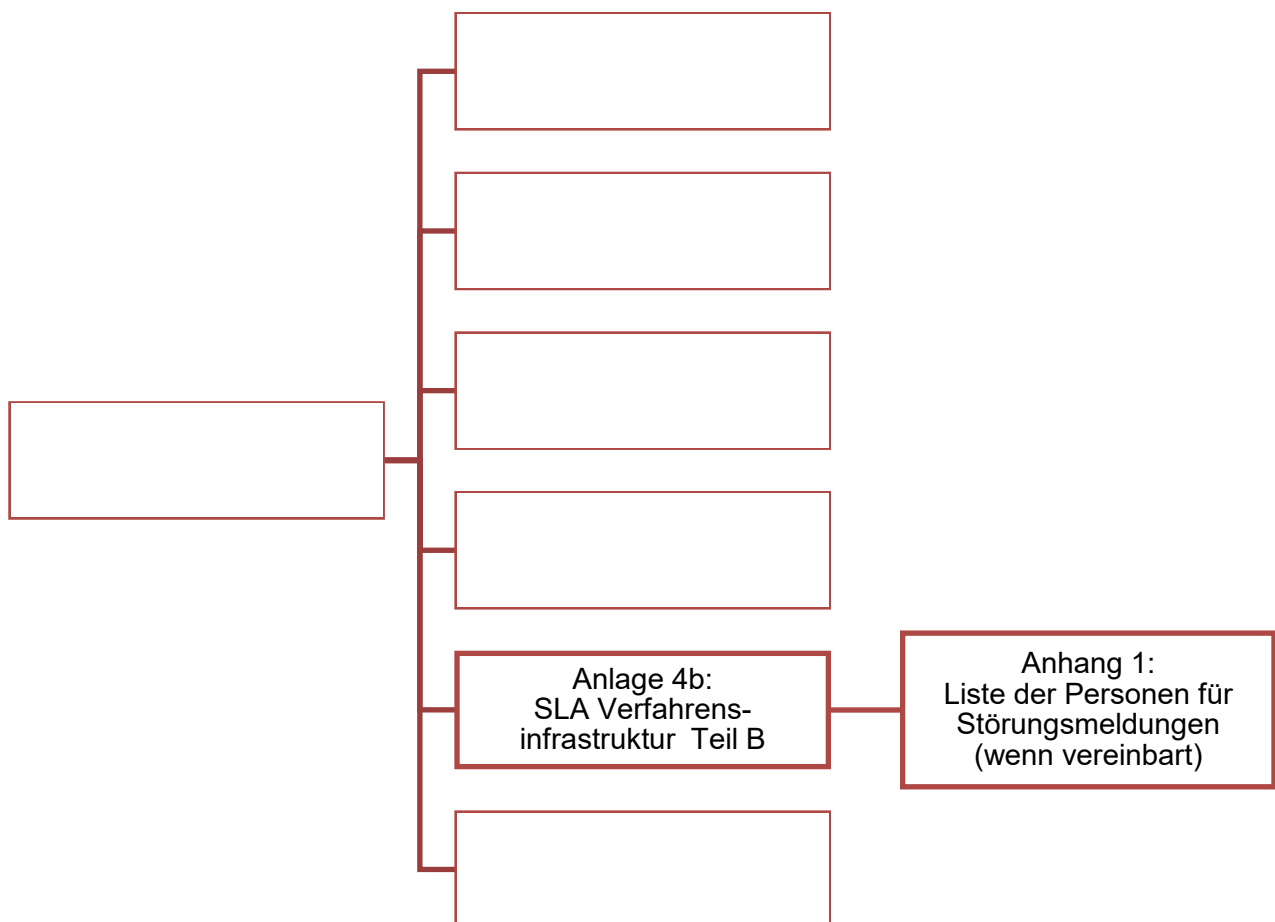 Anlage 4b:
SLA Verfahrens-
infrastruktur  Teil B
Anhang 1:
Liste der Personen für
Störungsmeldungen
(wenn vereinbart)